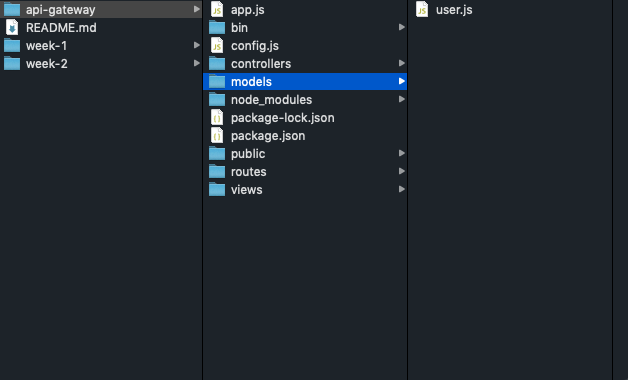 api-gateway
README.md
week-1
week-2
app.js
bin
config.js
controllers
models
node_modules
package-lock.json
package.json
public
routes
views
user.js